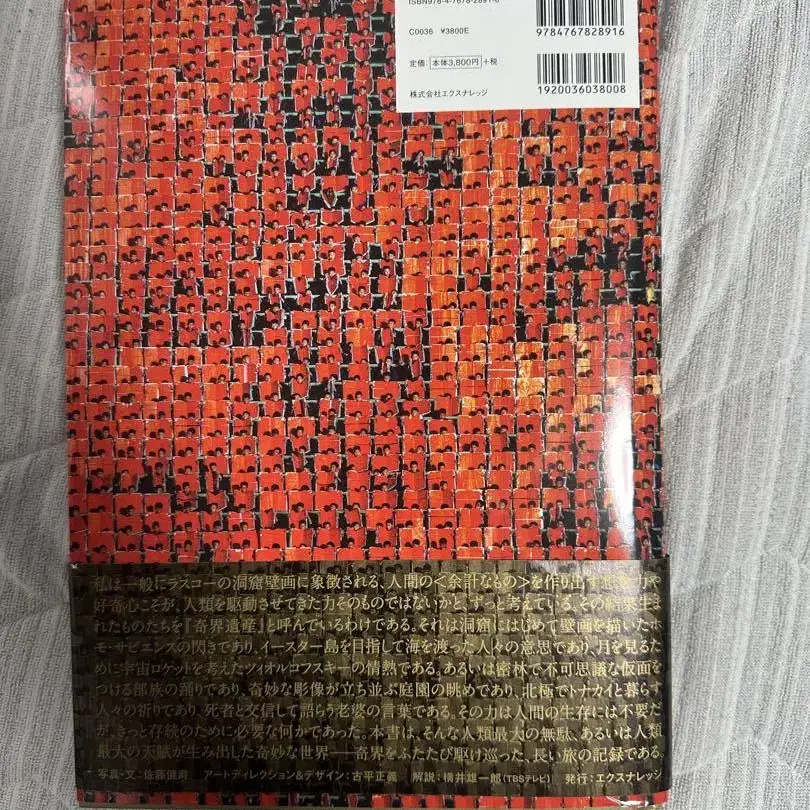 C0036 ¥3800E
定価: 本体3,800円 +税
株式会社エクスナレッジ
9784767828916
1920036038008
私は一般にラスコーの洞窟壁画に象徴される、人間の<余計なもの>を作り出す想像力や
好奇心こそが、人類を駆動させてきた力そのものではないかと、ずっと考えている。その結果生ま
れたものたちを『奇界遺産』と呼んでいるわけである。それは洞窟にはじめて壁画を描いたホ
モ・サピエンスの閃きであり、イースター島を目指して海を渡った人々の意思であり、月を見るた
めに宇宙ロケットを考えたツィオルコフスキーの情熱である。あるいは密林で不可思議な仮面を
つける部族の踊りであり、奇妙な彫像が立ち並ぶ庭園の眺めであり、北極でトナカイと暮らす
人々の祈りであり、死者と交信して語らう老婆の言葉である。その力は人間の生存には不要だ
が、きっと存続のために必要な何かであった。本書は、そんな人類最大の無駄、あるいは人類
最大の天賦が生み出した奇妙な世界——奇界をふたたび駆け巡った、長い旅の記録である。
写真・文：佐藤健寿 アートディレクション&デザイン：古平正義 解説：横井雄一郎（TBSテレビ） 発行：エクスナレッジ